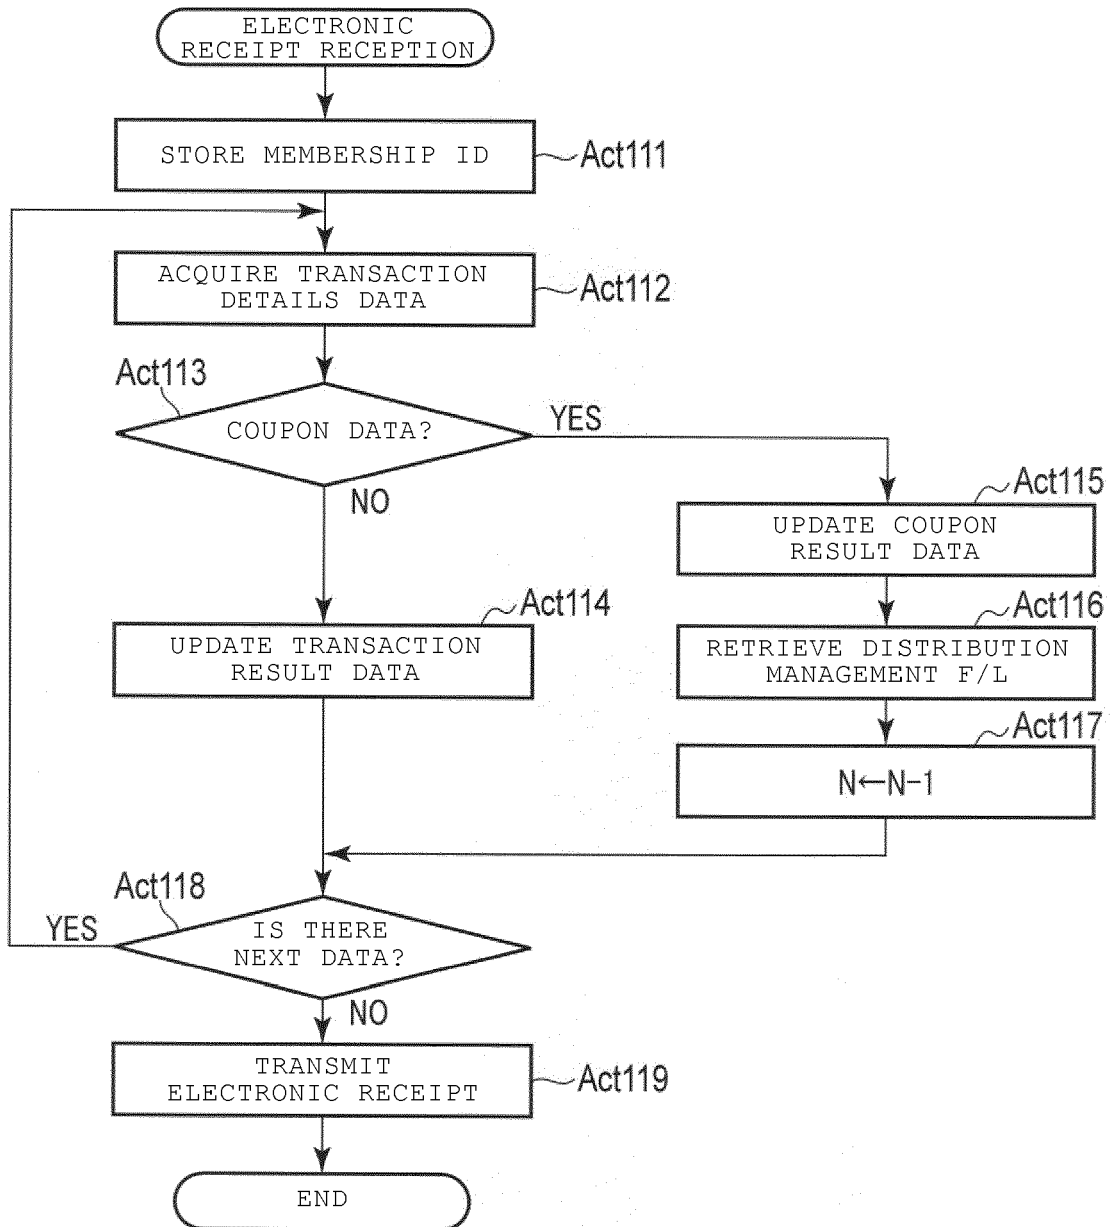 ELECTRONIC
RECEIPT RECEPTION
STORE MEMBERSHIP ID
Act111
ACQUIRE TRANSACTION
DETAILS DATA
Act112
Act113
COUPON DATA?
YES
NO
Act115
UPDATE COUPON
RESULT DATA
Act114
UPDATE TRANSACTION
RESULT DATA
Act116
RETRIEVE DISTRIBUTION
MANAGEMENT F/L
Act117
N←N-1
Act118
YES
IS THERE
NEXT DATA?
NO
TRANSMIT
ELECTRONIC RECEIPT
Act119
END